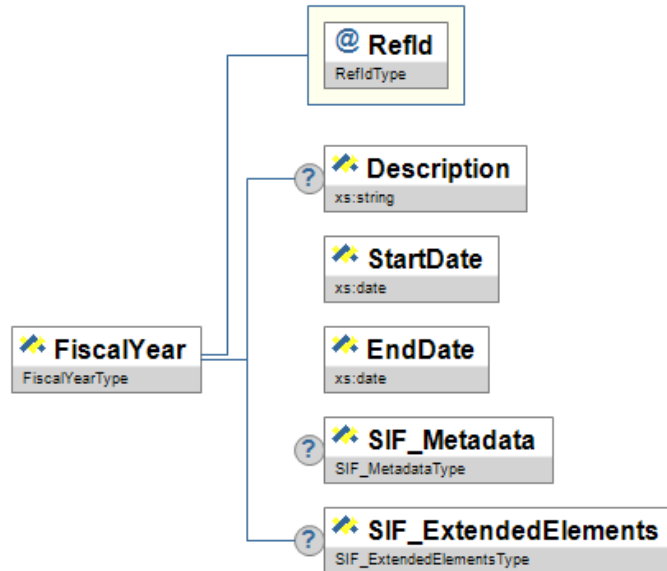 @ RefId
RefIdType
? Description
xs:string
StartDate
xs:date
FiscalYear
FiscalYearType
EndDate
xs:date
? SIF_Metadata
SIF_MetadataType
? SIF_ExtendedElements
SIF_ExtendedElementsType